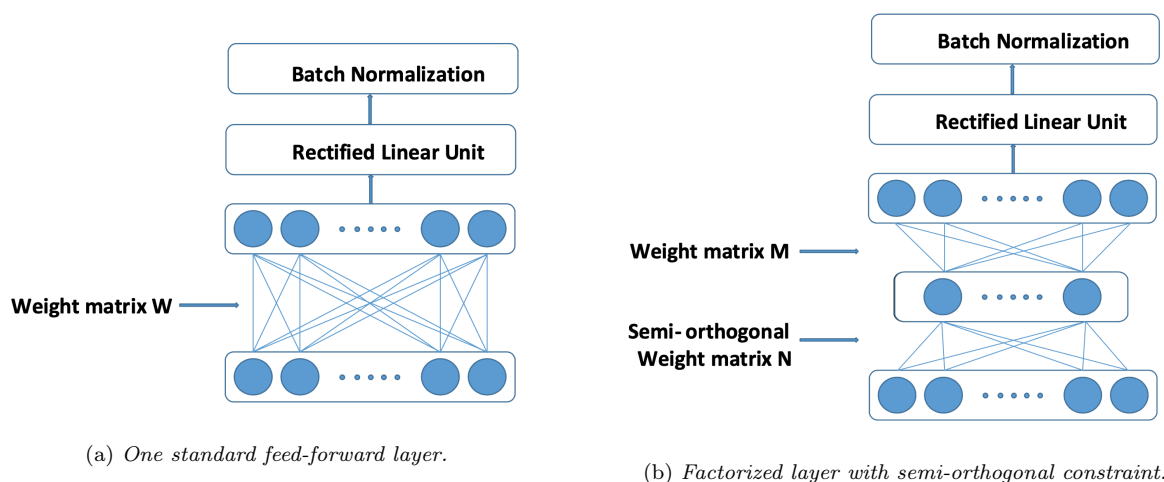 Batch Normalization
Rectified Linear Unit
Weight matrix W
(a) One standard feed-forward layer.
Batch Normalization
Rectified Linear Unit
Weight matrix M
Semi- orthogonal
Weight matrix N
(b) Factorized layer with semi-orthogonal constraint.